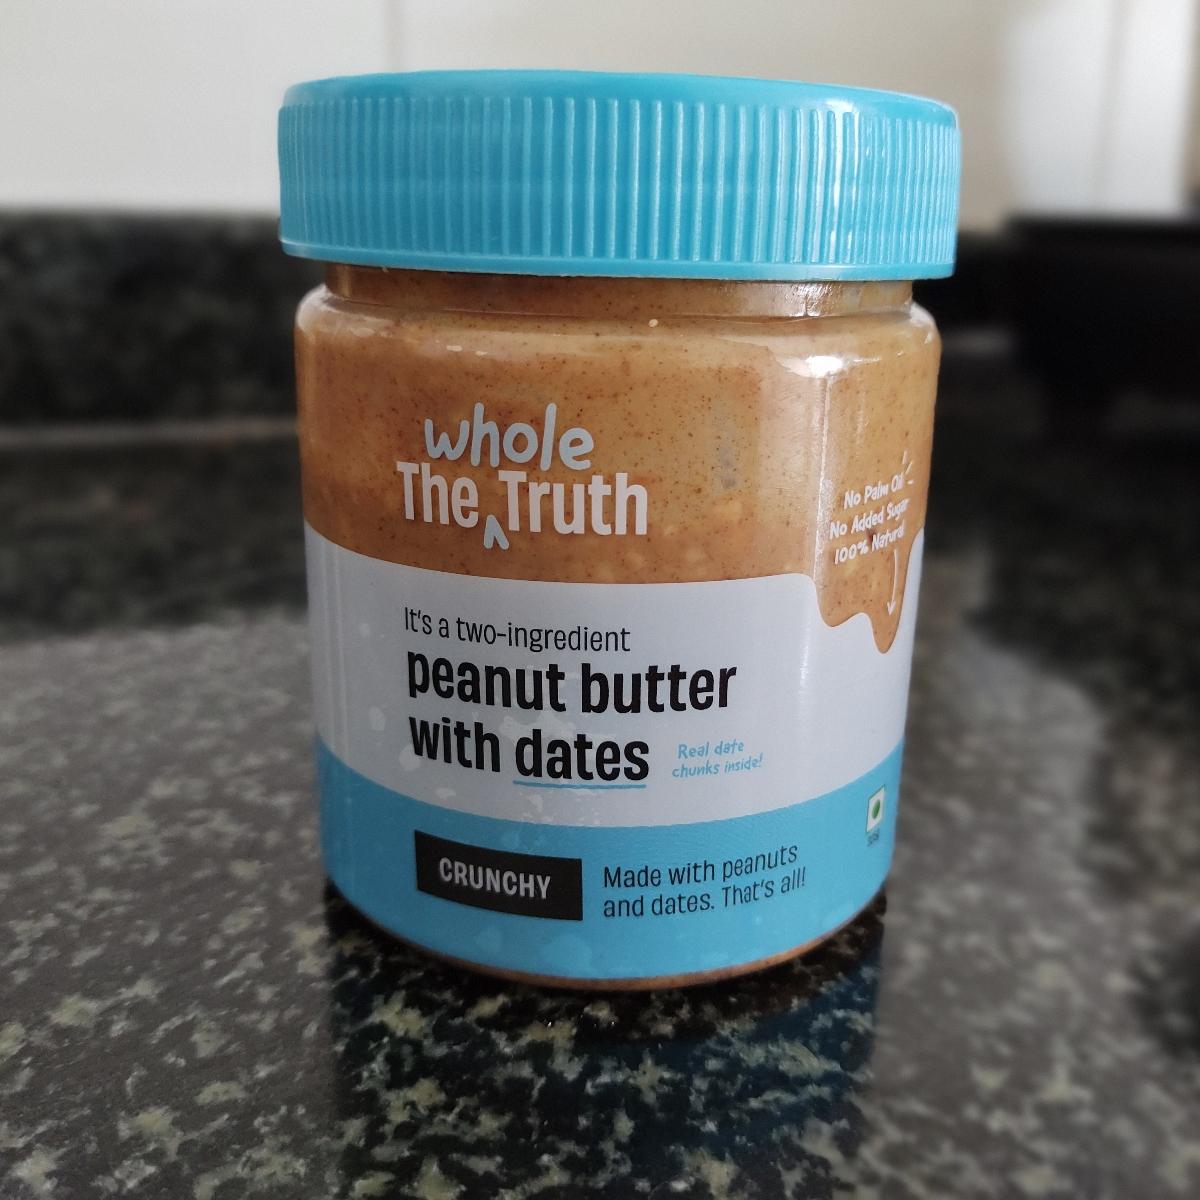 whole
The Truth
No Palm Oil
No Added Sugar
100% Natural
It's a two-ingredient
peanut butter
with dates
Real date
chunks inside!
CRUNCHY
Made with peanuts
and dates. That's all!